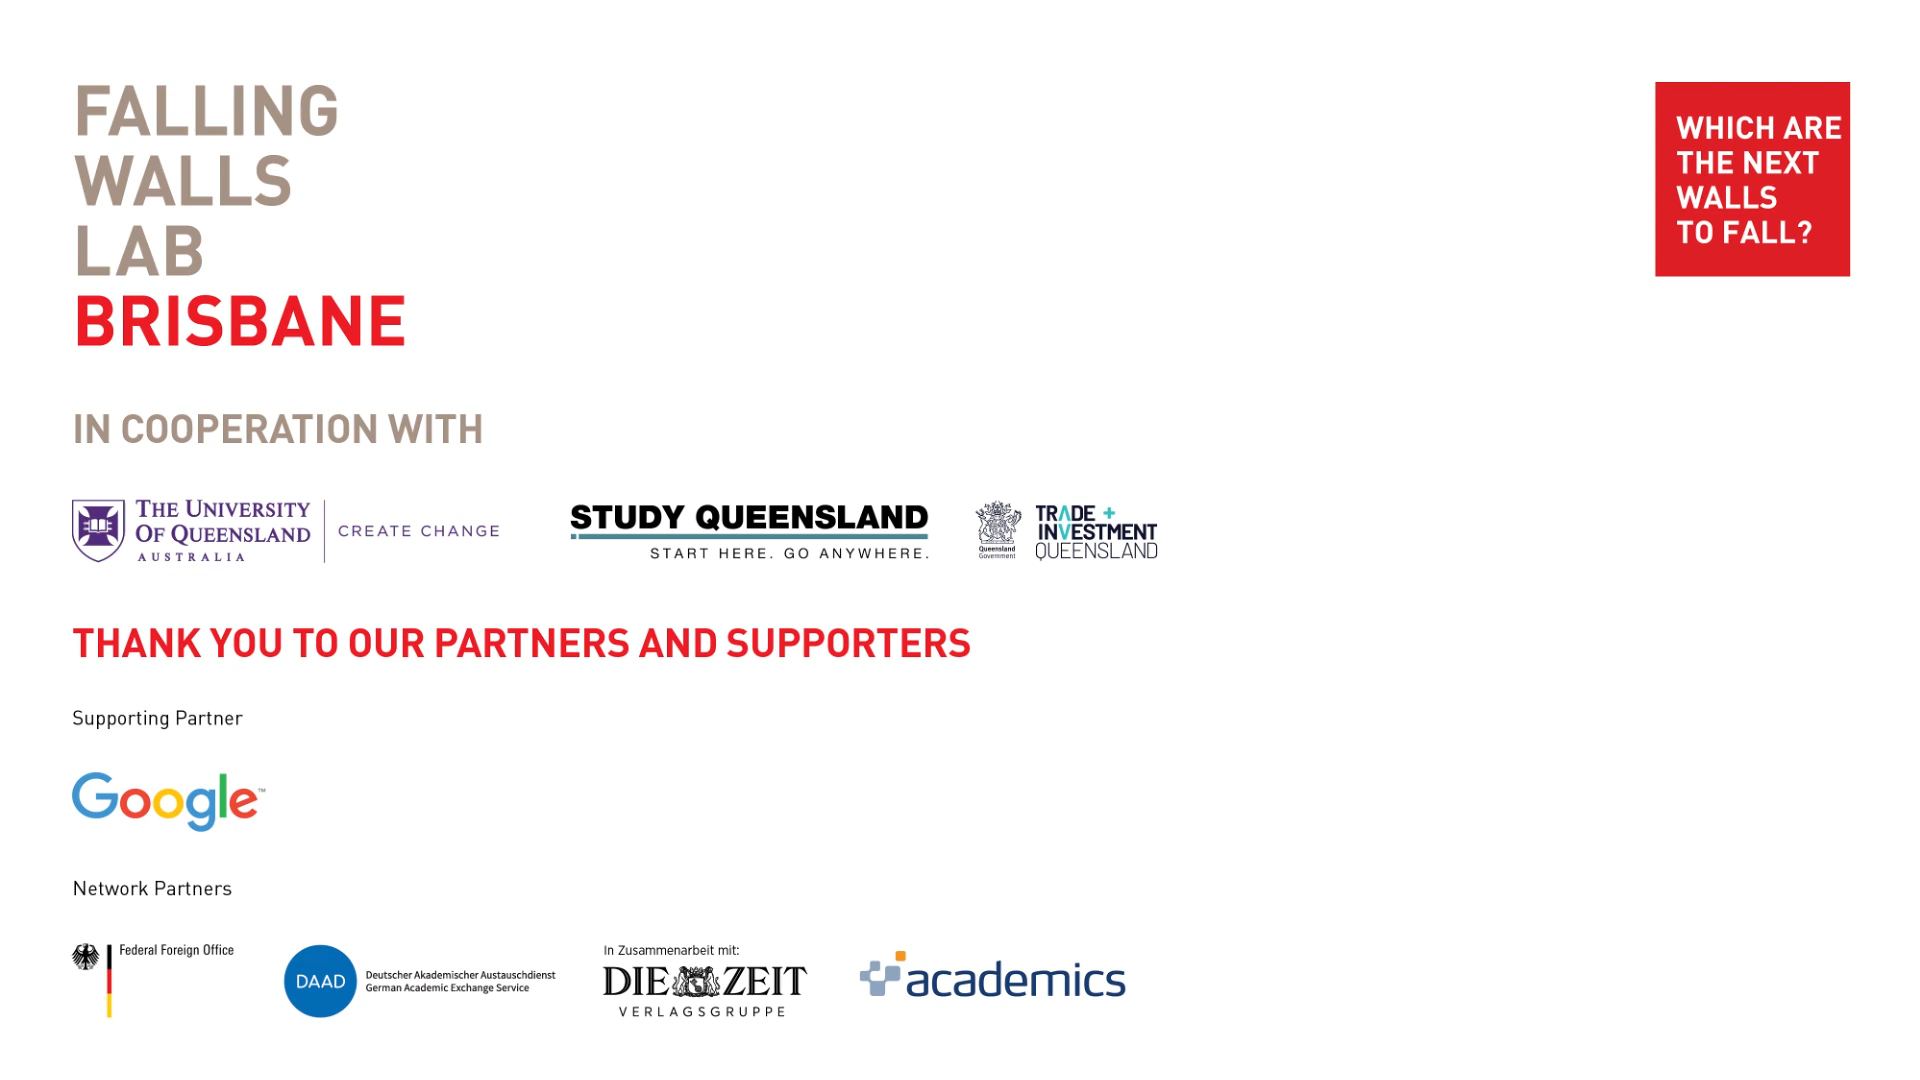 FALLING
WALLS
LAB
BRISBANE
WHICH ARE
THE NEXT
WALLS
TO FALL?
IN COOPERATION WITH
THE UNIVERSITY
OF QUEENSLAND
AUSTRALIA
CREATE CHANGE
STUDY QUEENSLAND
START HERE. GO ANYWHERE.
Queensland
Government
TRADE +
INVESTMENT
QUEENSLAND
THANK YOU TO OUR PARTNERS AND SUPPORTERS
Supporting Partner
Google™
Network Partners
Federal Foreign Office
DAAD
Deutscher Akademischer Austauschdienst
German Academic Exchange Service
In Zusammenarbeit mit:
DIE ZEIT
VERLAGSGRUPPE
academics